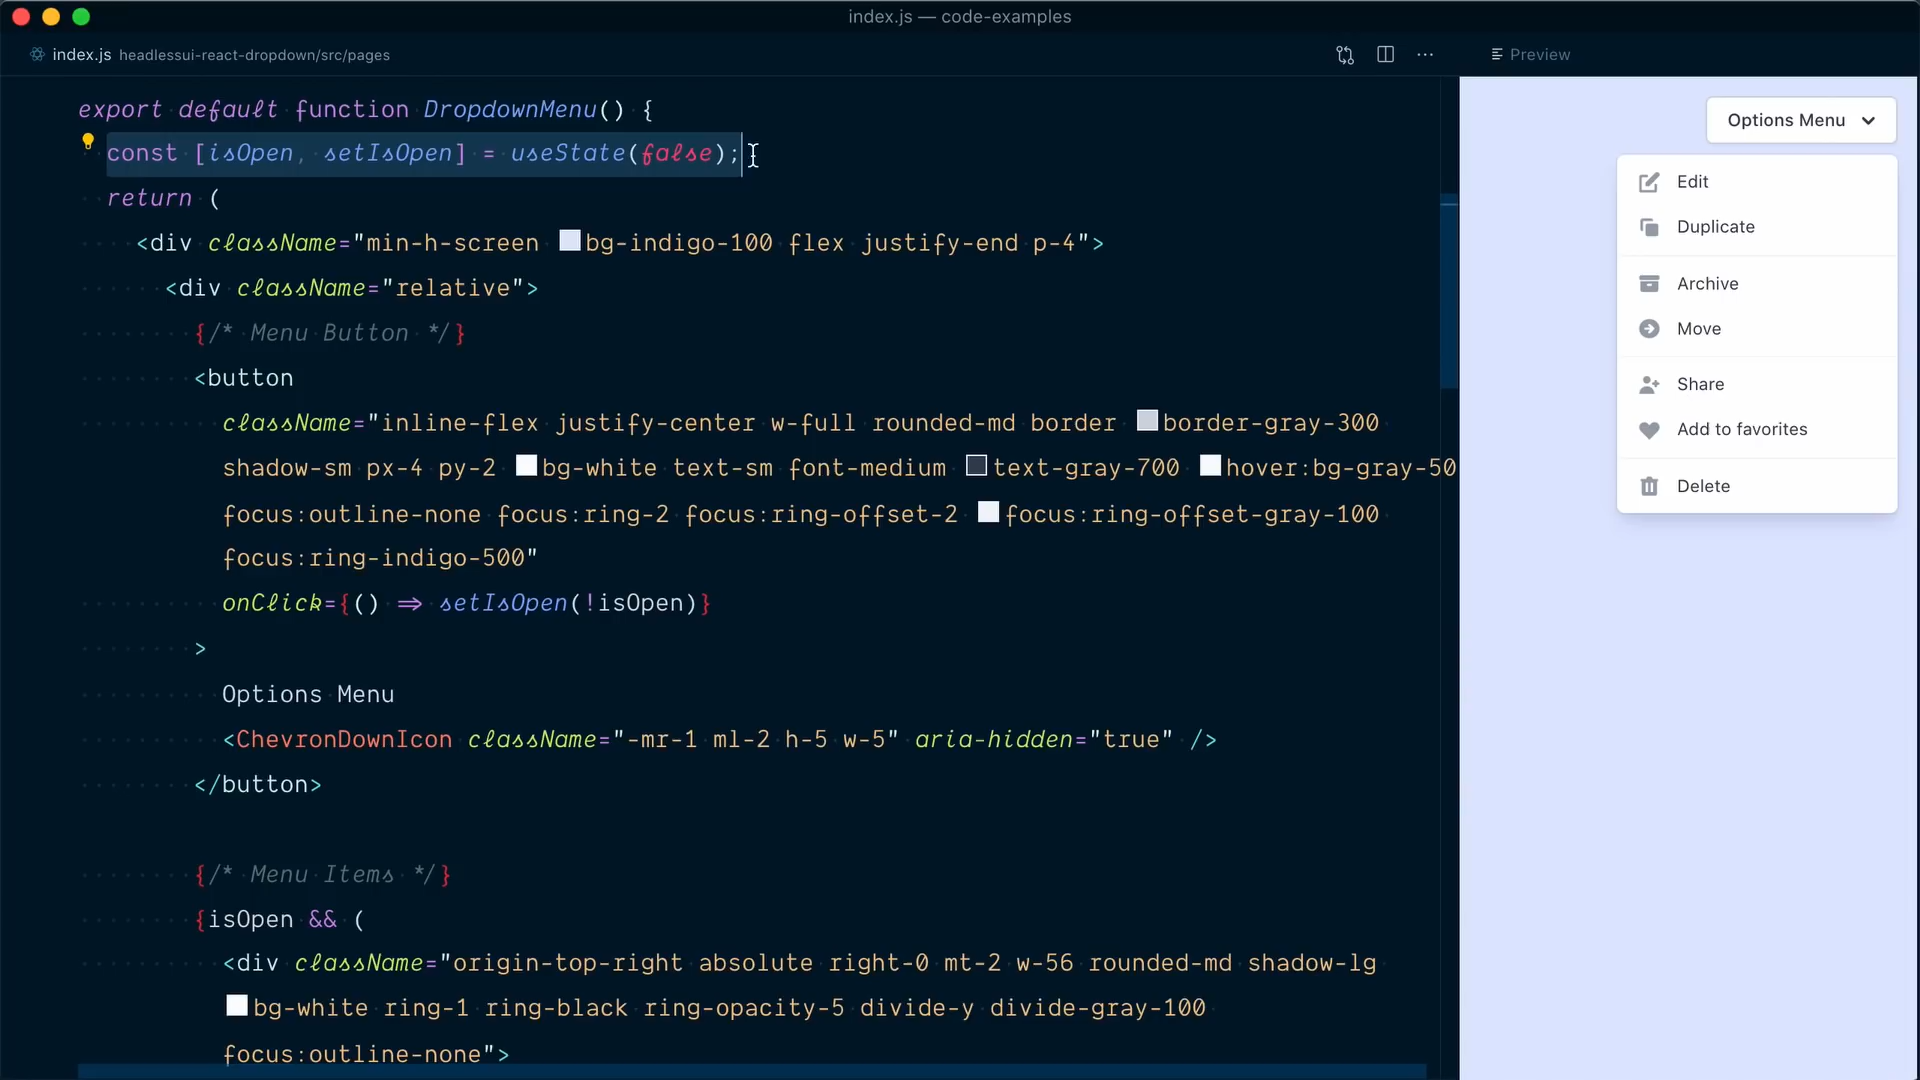 index.js — code-examples
index.js headlessui-react-dropdown/src/pages
Preview
export default function DropdownMenu() {
const [isOpen, setIsOpen] = useState(false);
return (
<div className="min-h-screen bg-indigo-100 flex justify-end p-4">
<div className="relative">
{/* Menu Button */}
<button
className="inline-flex justify-center w-full rounded-md border border-gray-300
shadow-sm px-4 py-2 bg-white text-sm font-medium text-gray-700 hover:bg-gray-50
focus:outline-none focus:ring-2 focus:ring-offset-2 focus:ring-offset-gray-100
focus:ring-indigo-500"
onClick={() => setIsOpen(!isOpen)}
>
Options Menu
<ChevronDownIcon className="-mr-1 ml-2 h-5 w-5" aria-hidden="true" />
</button>
{/* Menu Items */}
{isOpen && (
<div className="origin-top-right absolute right-0 mt-2 w-56 rounded-md shadow-lg
bg-white ring-1 ring-black ring-opacity-5 divide-y divide-gray-100
focus:outline-none">
Options Menu
Edit
Duplicate
Archive
Move
Share
Add to favorites
Delete